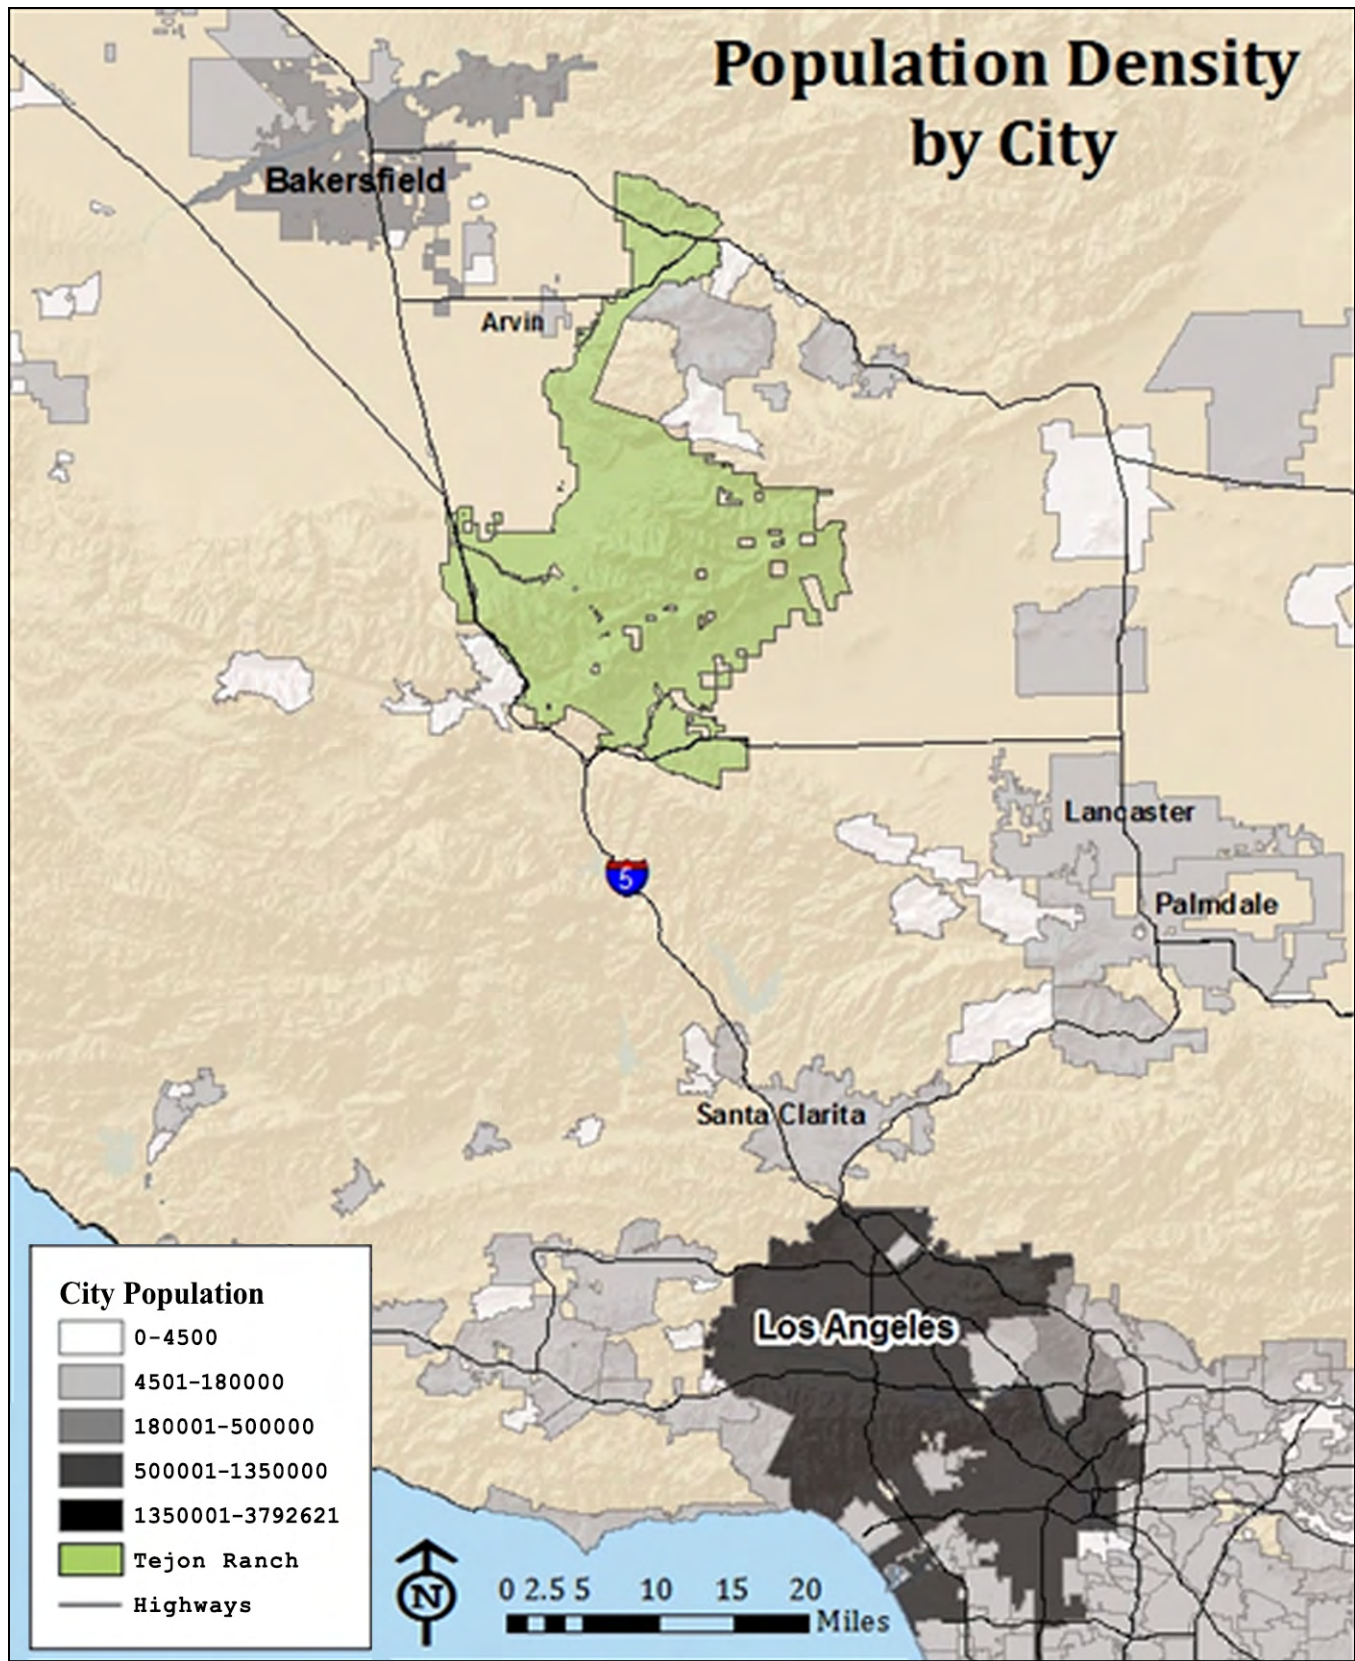 Population Density
by City
Bakersfield
Arvin
Lancaster
Palmdale
5
Santa Clarita
Los Angeles
City Population
0-4500
4501-180000
180001-500000
500001-1350000
1350001-3792621
Tejon Ranch
Highways
N
0 2.5 5 10 15 20
Miles